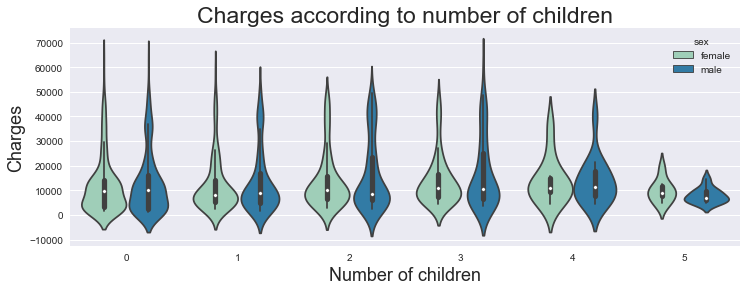 Charges according to number of children
Charges
70000
60000
50000
40000
30000
20000
10000
0
−10000
sex
female
male
0 1 2 3 4 5
Number of children